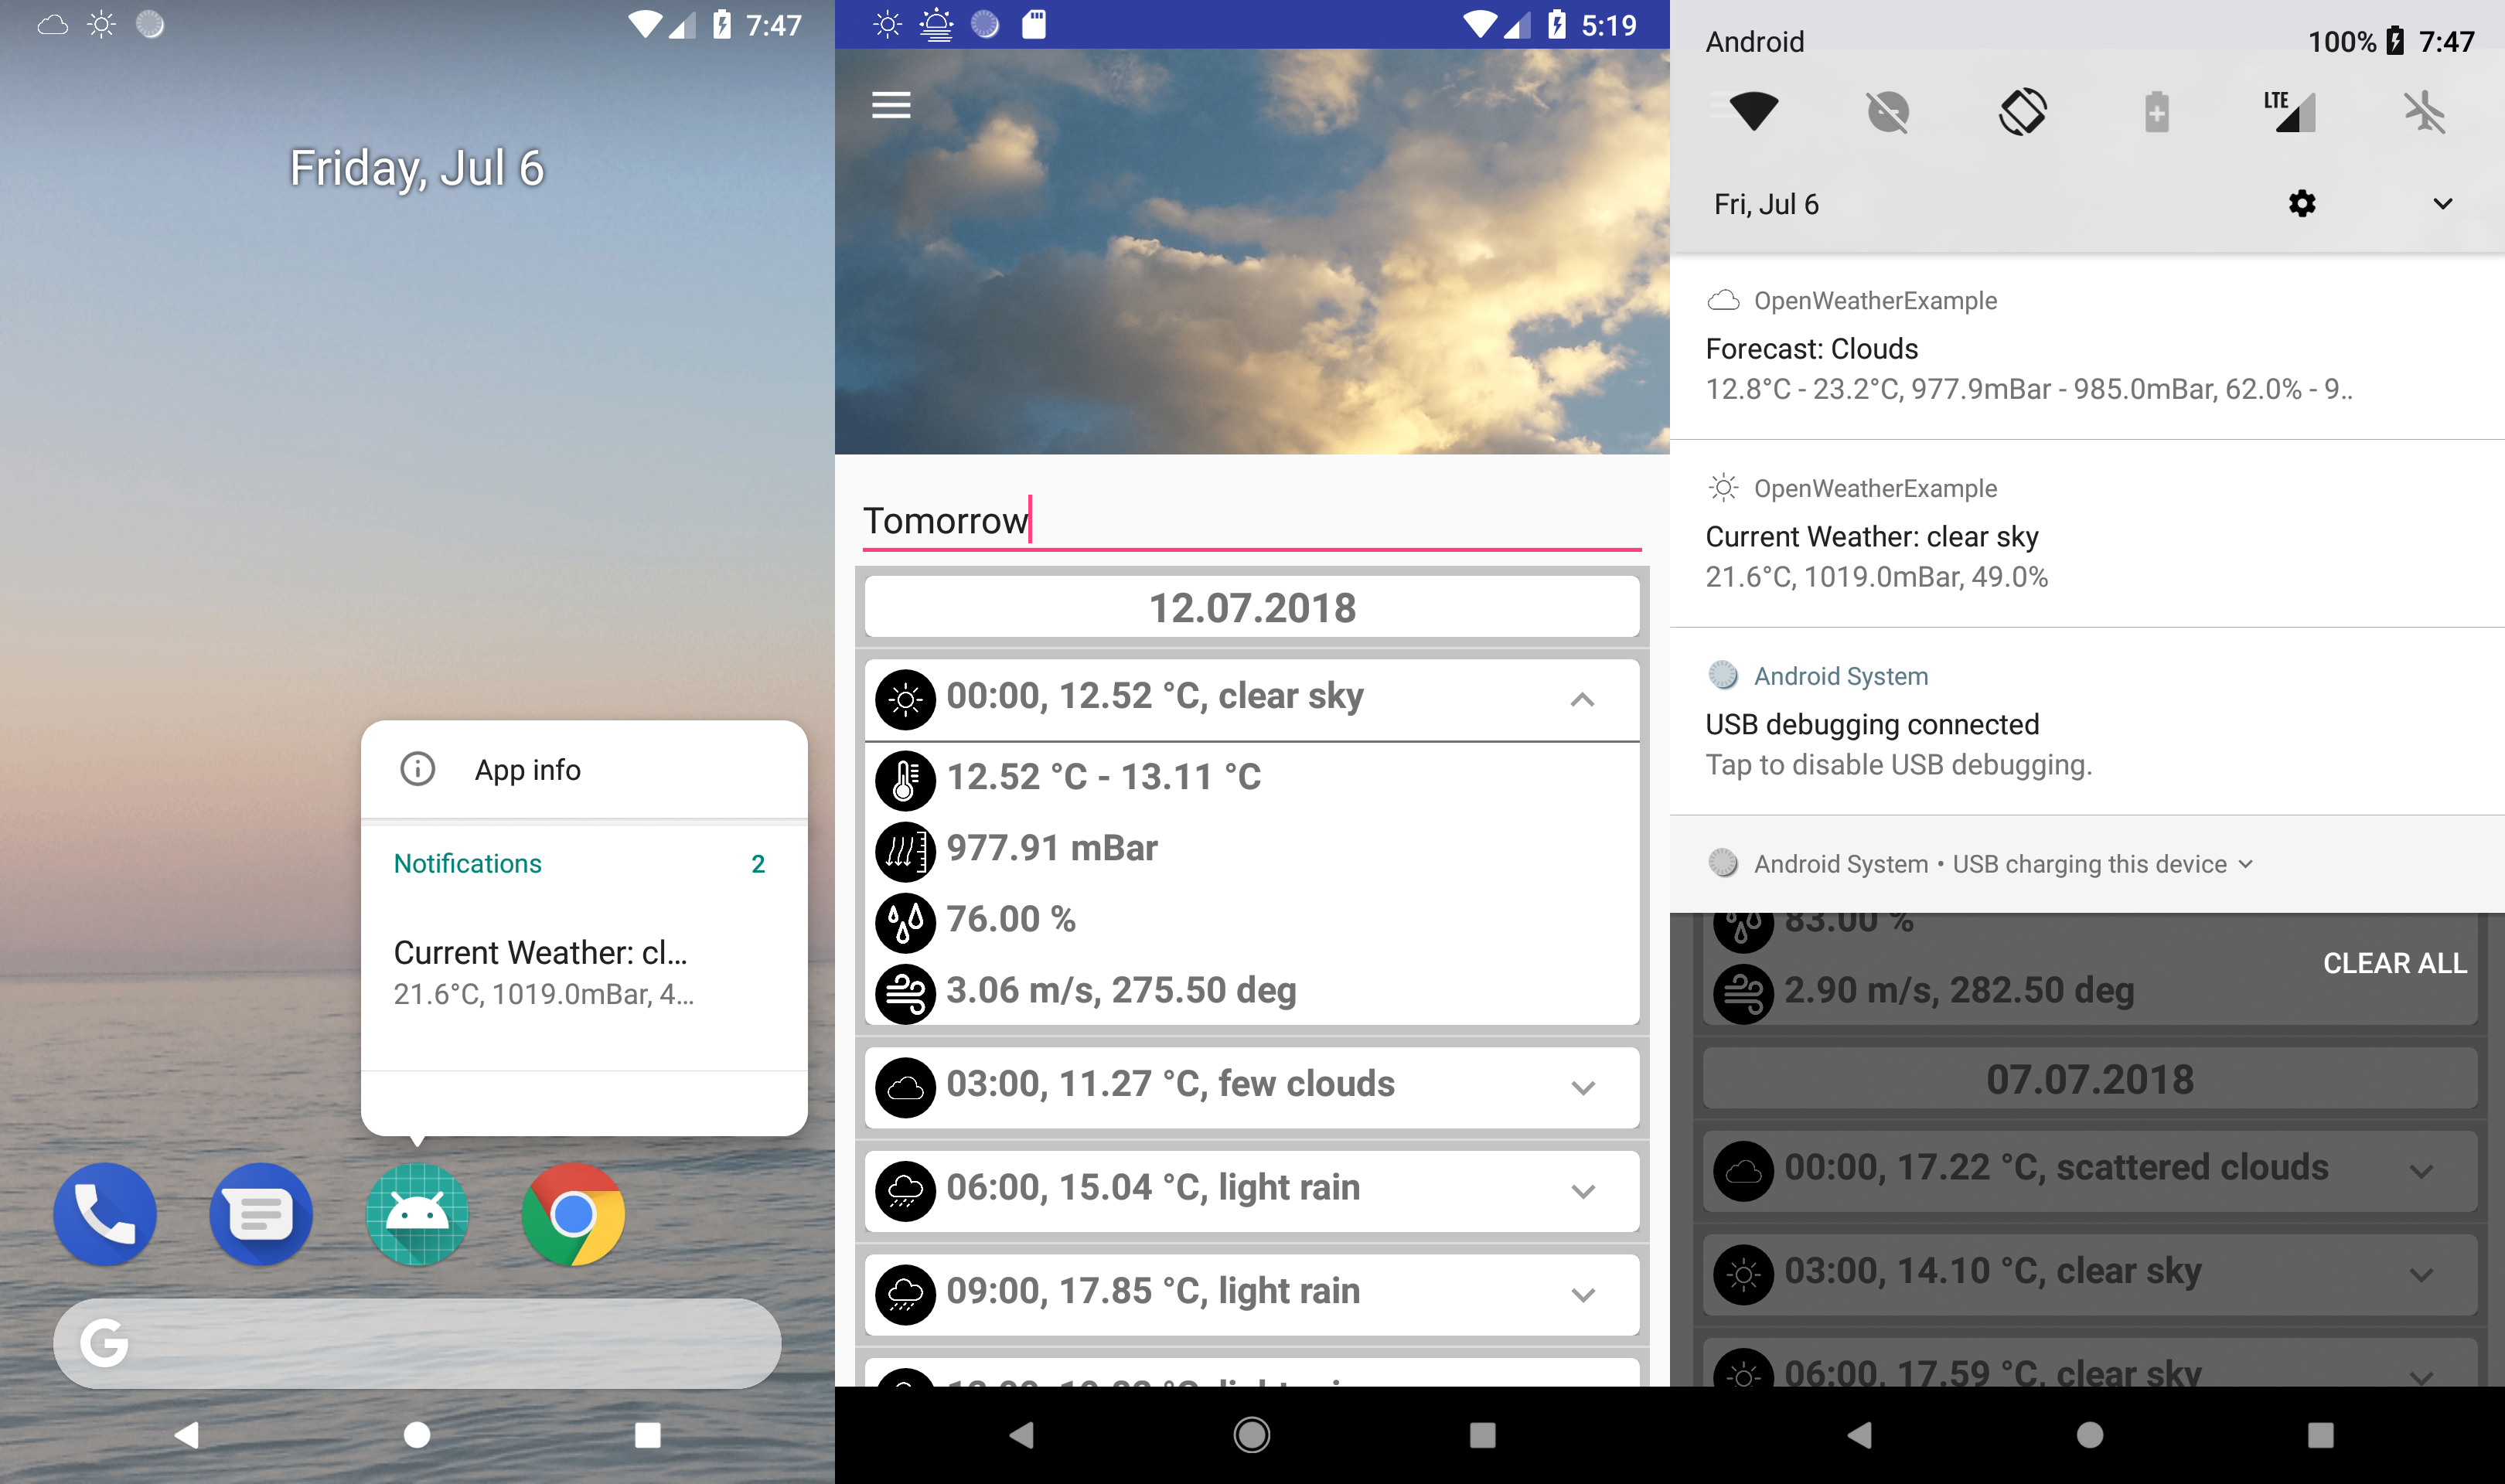 7:47
Friday, Jul 6
App info
Notifications 2
Current Weather: cl...
21.6°C, 1019.0mBar, 4...
G
5:19
Tomorrow
12.07.2018
00:00, 12.52 °C, clear sky
12.52 °C - 13.11 °C
977.91 mBar
76.00 %
3.06 m/s, 275.50 deg
03:00, 11.27 °C, few clouds
06:00, 15.04 °C, light rain
09:00, 17.85 °C, light rain
Android 100% 7:47
LTE
Fri, Jul 6
OpenWeatherExample
Forecast: Clouds
12.8°C - 23.2°C, 977.9mBar - 985.0mBar, 62.0% - 9..
OpenWeatherExample
Current Weather: clear sky
21.6°C, 1019.0mBar, 49.0%
Android System
USB debugging connected
Tap to disable USB debugging.
Android System • USB charging this device
83.00 %
CLEAR ALL
2.90 m/s, 282.50 deg
07.07.2018
00:00, 17.22 °C, scattered clouds
03:00, 14.10 °C, clear sky
06:00, 17.59 °C, clear sky